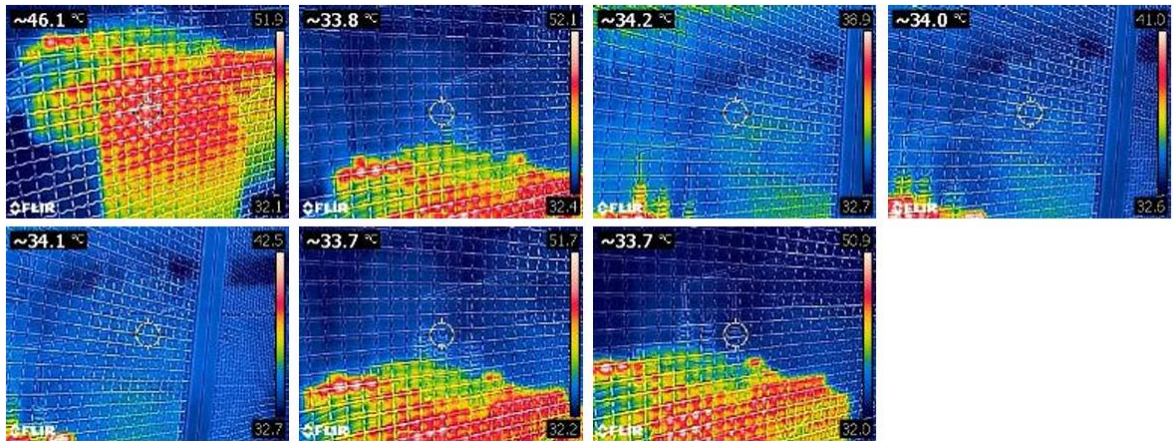 ~46.1 °C
51.9
32.1
FLIR
~33.8 °C
52.1
32.4
FLIR
~34.2 °C
38.9
32.7
FLIR
~34.0 °C
41.0
32.6
FLIR
~34.1 °C
42.5
32.7
FLIR
~33.7 °C
51.7
32.2
FLIR
~33.7 °C
50.9
32.0
FLIR